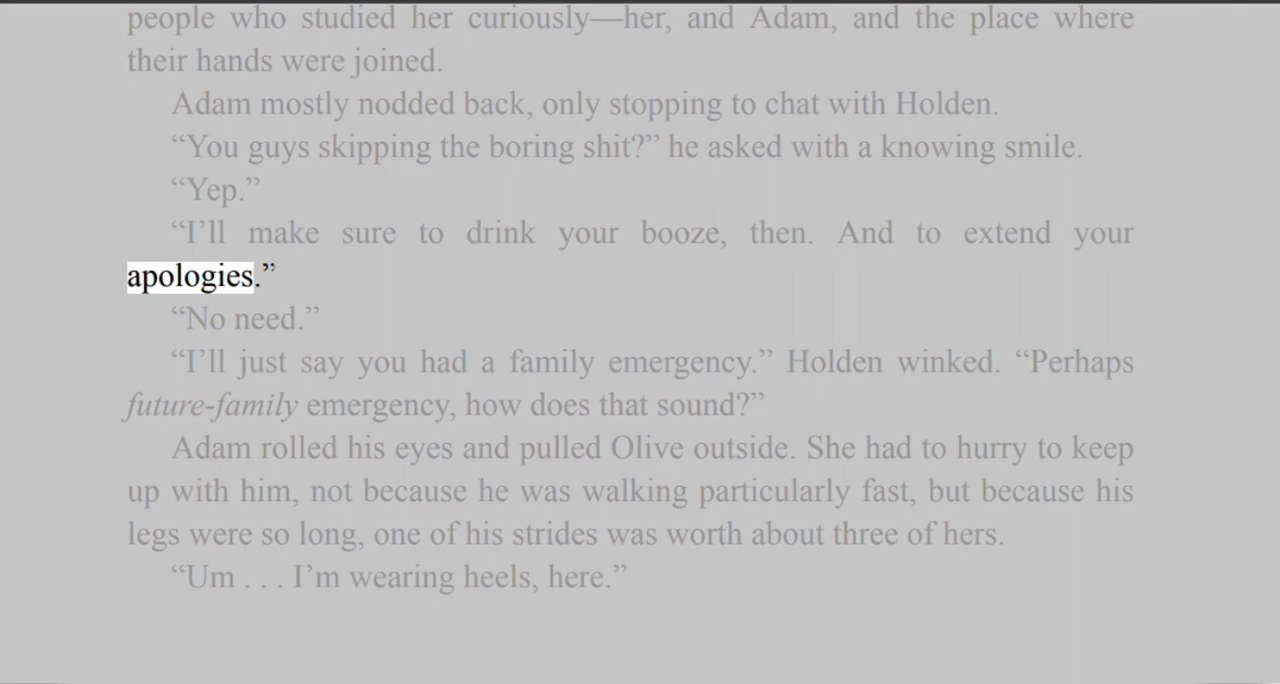 people who studied her curiously—her, and Adam, and the place where
their hands were joined.
Adam mostly nodded back, only stopping to chat with Holden.
“You guys skipping the boring shit?” he asked with a knowing smile.
“Yep.”
“I’ll make sure to drink your booze, then. And to extend your
apologies.”
“No need.”
“I’ll just say you had a family emergency.” Holden winked. “Perhaps
future-family emergency, how does that sound?”
Adam rolled his eyes and pulled Olive outside. She had to hurry to keep
up with him, not because he was walking particularly fast, but because his
legs were so long, one of his strides was worth about three of hers.
“Um . . . I’m wearing heels, here.”